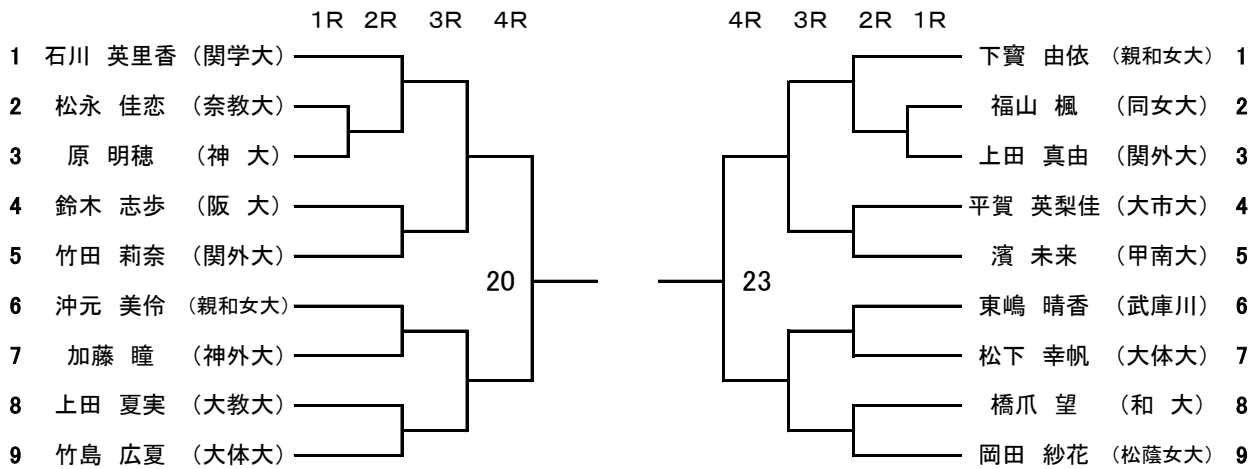 1R 2R 3R 4R
1 石川 英里香 (関学大)
2 松永 佳恋 (奈教大)
3 原 明穂 (神 大)
4 鈴木 志歩 (阪 大)
5 竹田 莉奈 (関外大)
20
6 沖元 美伶 (親和女大)
7 加藤 瞳 (神外大)
8 上田 夏実 (大教大)
9 竹島 広夏 (大体大)
4R 3R 2R 1R
下寳 由依 (親和女大) 1
福山 楓 (同女大) 2
上田 真由 (関外大) 3
平賀 英梨佳 (大市大) 4
濱 未来 (甲南大) 5
23
東嶋 晴香 (武庫川) 6
松下 幸帆 (大体大) 7
橋爪 望 (和 大) 8
岡田 紗花 (松蔭女大) 9